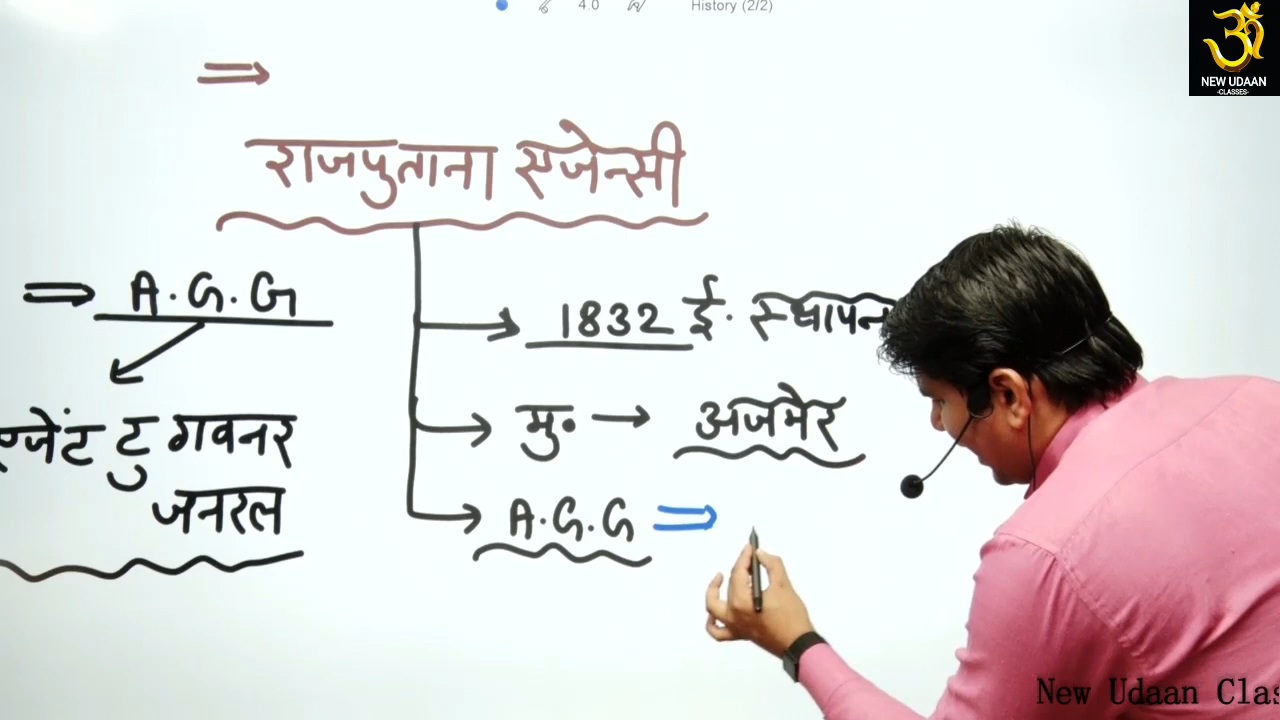 4.0 History (2/2)
ॐ
NEW UDAAN
-CLASSES-
⇒
राजपुताना एजेन्सी
⇒ A.G.G
→ 1832 ई. स्थापन
मु. → अजमेर
एजेंट टु गवनर
जनरल
→ A.G.G ⇒
New Udaan Clas